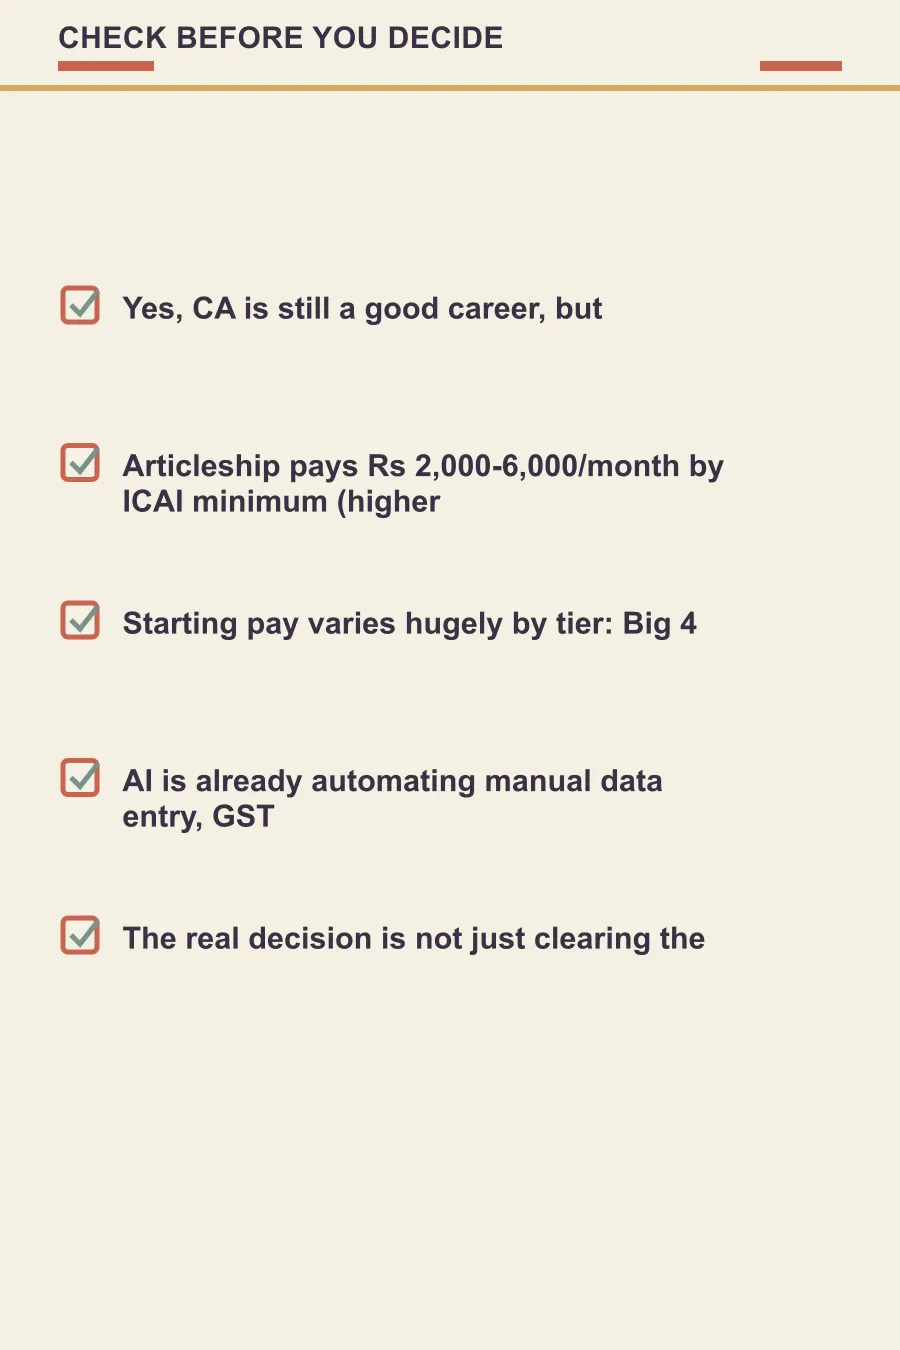 CHECK BEFORE YOU DECIDE
Yes, CA is still a good career, but
Articleship pays Rs 2,000-6,000/month by
ICAI minimum (higher
Starting pay varies hugely by tier: Big 4
AI is already automating manual data
entry, GST
The real decision is not just clearing the